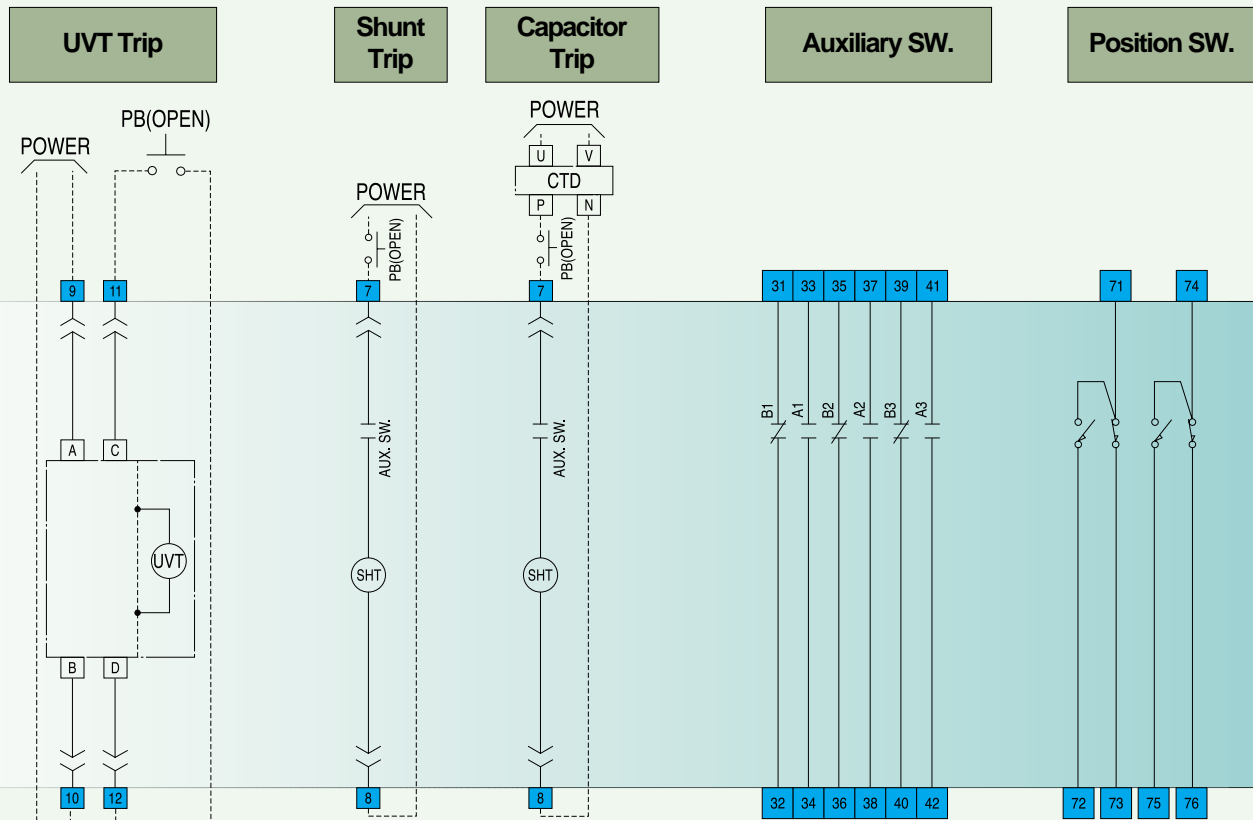 UVT Trip
Shunt
Trip
Capacitor
Trip
Auxiliary SW.
Position SW.
POWER
PB(OPEN)
POWER
PB(OPEN)
POWER
U
V
CTD
P
N
PB(OPEN)
9
11
7
7
31
33
35
37
39
41
71
74
A
C
UVT
B
D
AUX. SW.
SHT
AUX. SW.
SHT
B1
A1
B2
A2
B3
A3
10
12
8
8
32
34
36
38
40
42
72
73
75
76